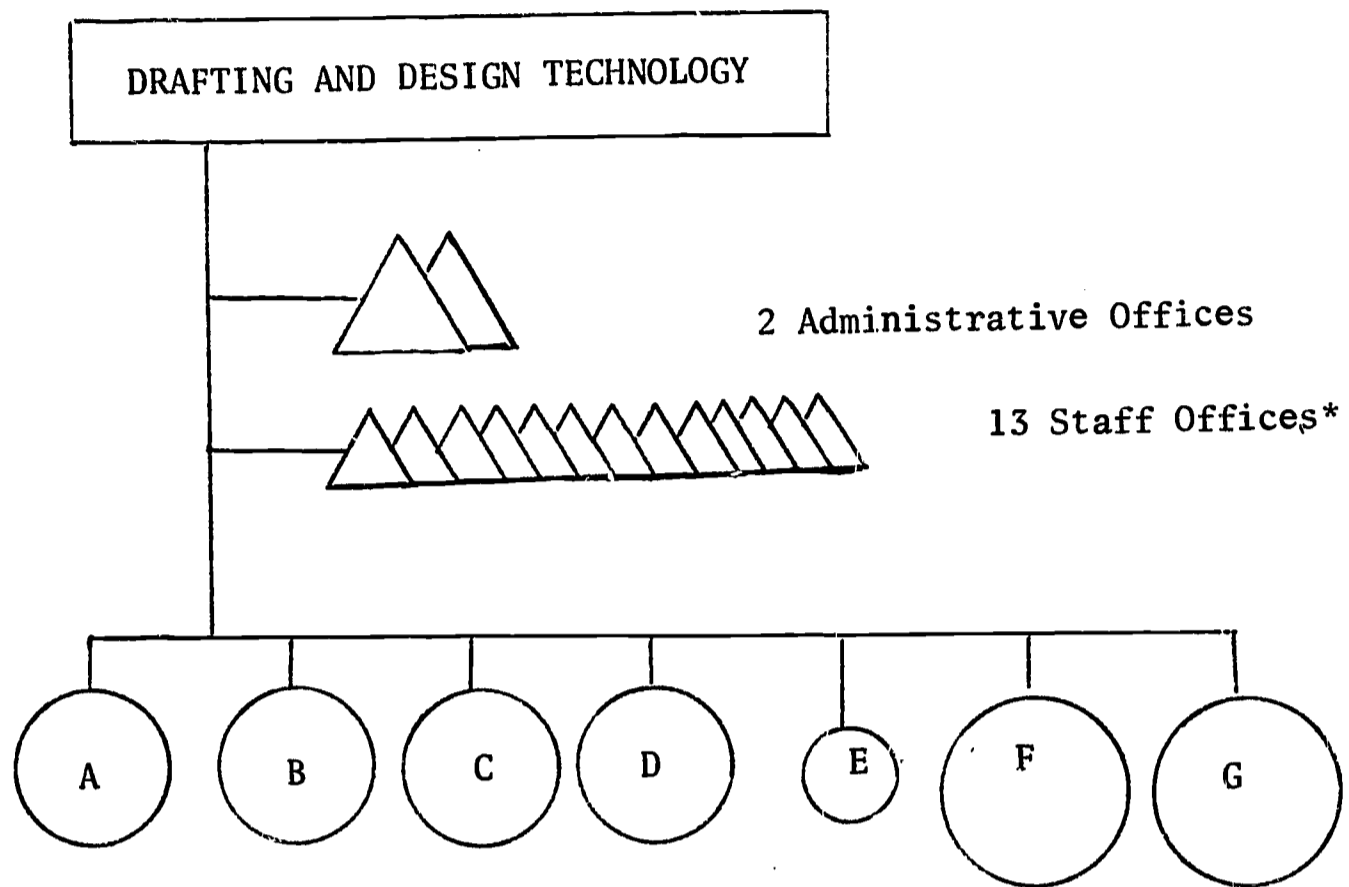 DRAFTING AND DESIGN TECHNOLOGY
2 Administrative Offices
13 Staff Offices*
A B C D E F G